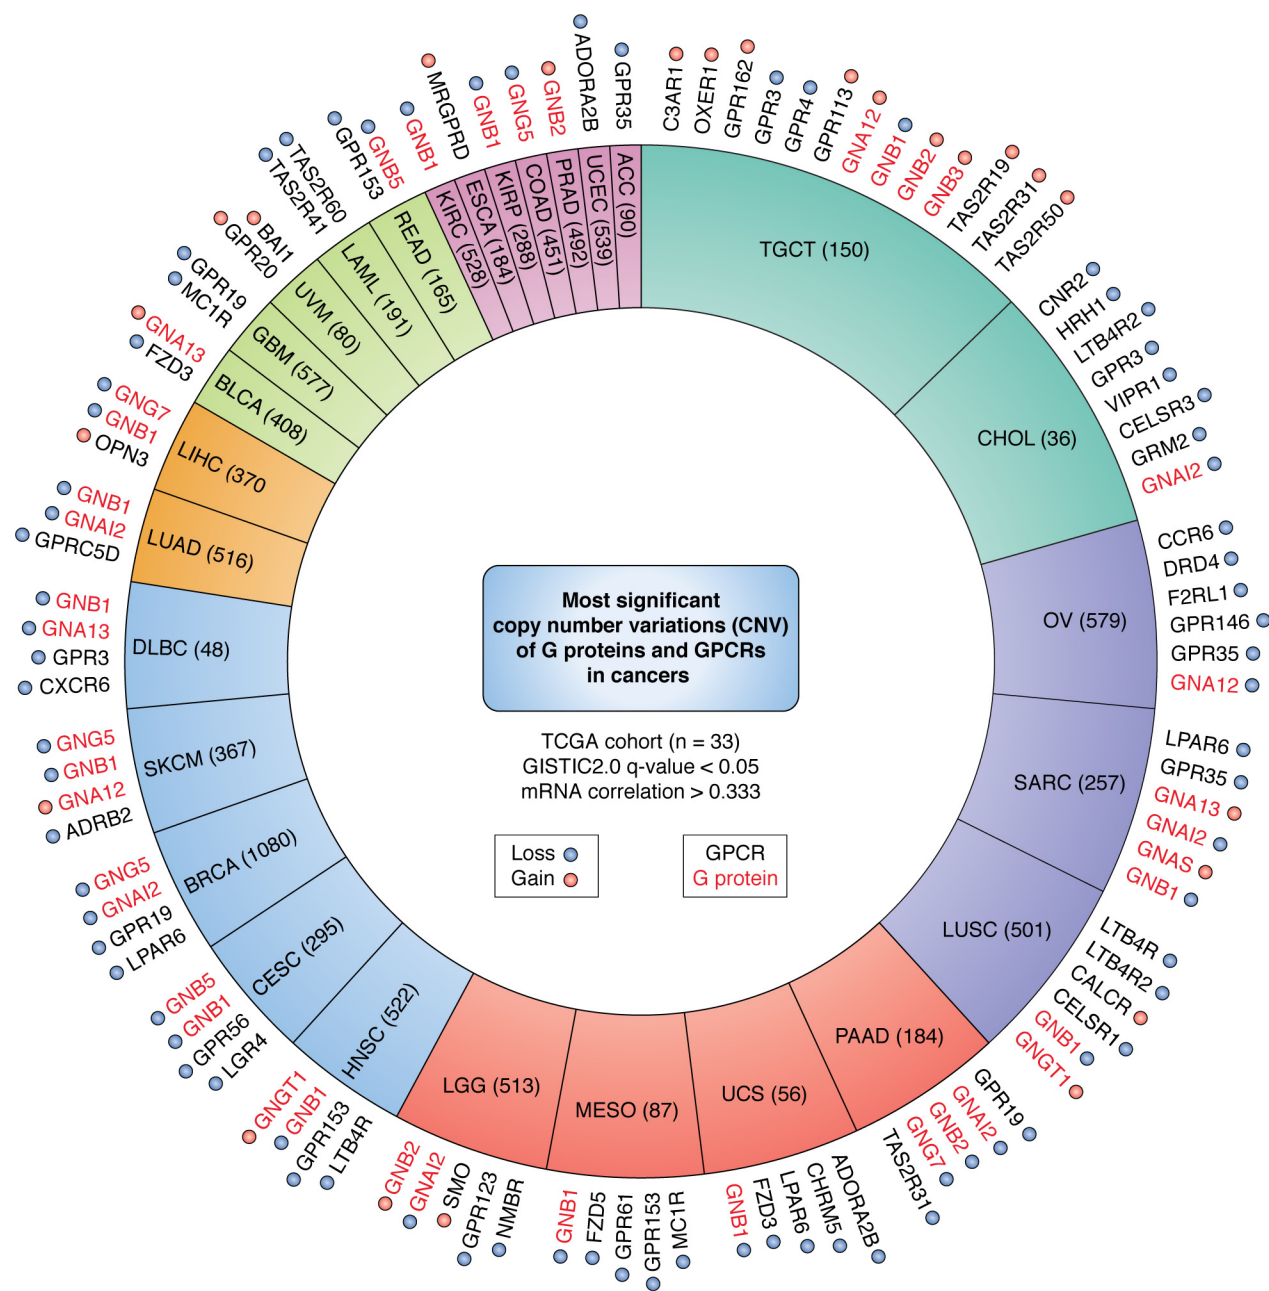 Most significant
copy number variations (CNV)
of G proteins and GPCRs
in cancers
TCGA cohort (n = 33)
GISTIC2.0 q-value < 0.05
mRNA correlation > 0.333
Loss
Gain
GPCR
G protein
TGCT (150)
C3AR1
OXER1
GPR162
GPR3
GPR4
GPR113
GNA12
GNB1
GNB2
GNB3
TAS2R19
TAS2R31
TAS2R50
CHOL (36)
CNR2
HRH1
LTB4R2
GPR3
VIPR1
CELSR3
GRM2
GNAI2
OV (579)
CCR6
DRD4
F2RL1
GPR146
GPR35
GNA12
SARC (257)
LPAR6
GPR35
GNA13
GNAI2
GNAS
GNB1
LUSC (501)
LTB4R
LTB4R2
CALCR
CELSR1
GNB1
GNGT1
PAAD (184)
GPR19
GNAI2
GNB2
GNG7
TAS2R31
UCS (56)
ADORA2B
CHRM5
LPAR6
FZD3
GNB1
MESO (87)
MC1R
GPR153
GPR61
FZD5
GNB1
LGG (513)
NMBR
GPR123
SMO
GNAI2
GNB2
HNSC (522)
LTB4R
GPR153
GNB1
GNGT1
CESC (295)
LGR4
GPR56
GNB1
GNB5
BRCA (1080)
LPAR6
GPR19
GNAI2
GNG5
SKCM (367)
ADRB2
GNA12
GNB1
GNG5
DLBC (48)
CXCR6
GPR3
GNA13
GNB1
LUAD (516)
GPRC5D
GNAI2
GNB1
LIHC (370
OPN3
GNB1
GNG7
BLCA (408)
FZD3
GNA13
GBM (577)
MC1R
GPR19
UVM (80)
GPR20
BAI1
LAML (191)
TAS2R41
TAS2R60
READ (165)
GPR153
GNB5
KIRC (528)
GNB1
ESCA (184)
MRGPRD
KIRP (288)
GNB1
COAD (451)
GNG5
PRAD (492)
GNB2
UCEC (539)
ADORA2B
ACC (90)
GPR35